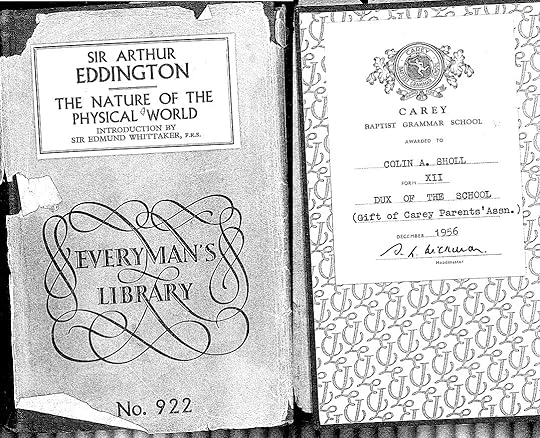 SIR ARTHUR
EDDINGTON
THE NATURE OF THE
PHYSICAL WORLD
INTRODUCTION BY
SIR EDMUND WHITTAKER, F.R.S.
EVERYMAN'S
LIBRARY
No. 922
CAREY
CAREY
BAPTIST GRAMMAR SCHOOL
AWARDED TO
COLIN A. SHOLL
FORM XII
DUX OF THE SCHOOL
(Gift of Carey Parents' Assn.)
DECEMBER 1956
Headmaster